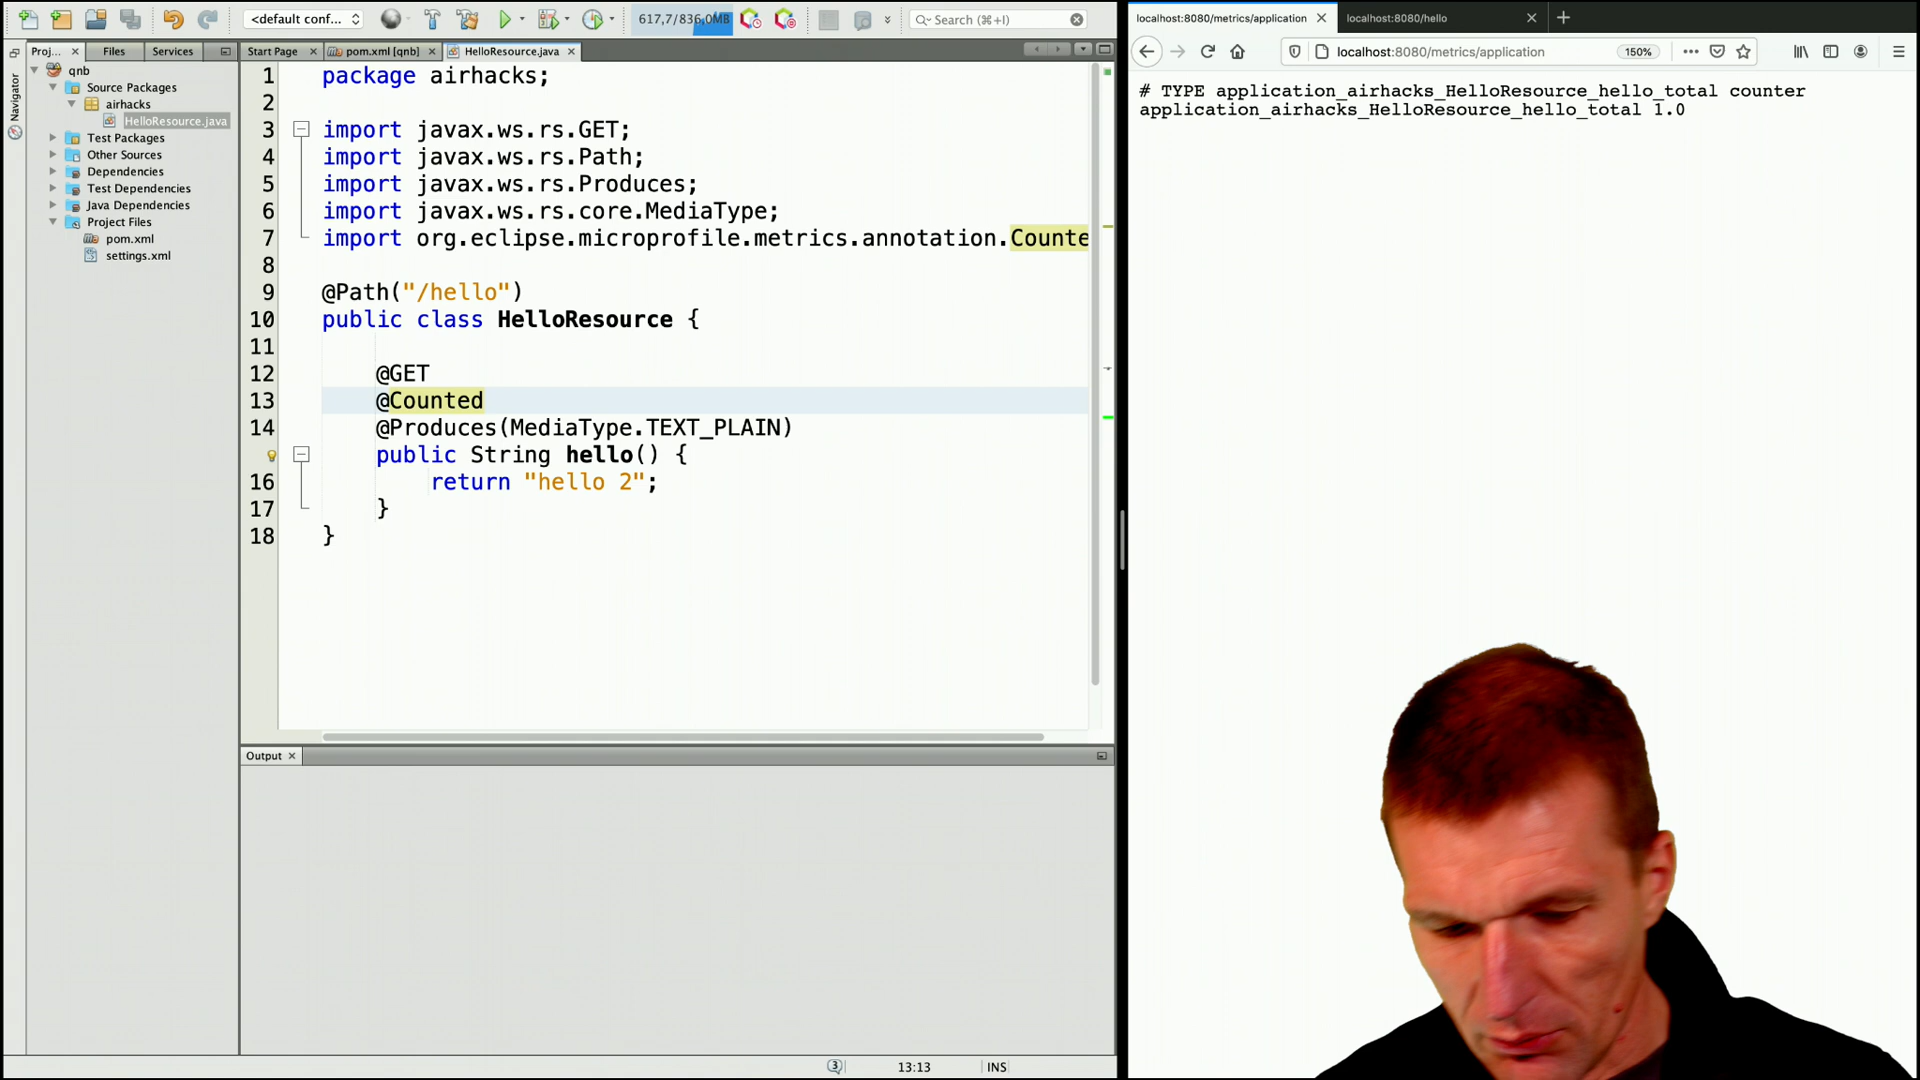 <default conf...
617,7/836,0MB
Search (⌘+I)
Proj...
Files
Services
Navigator
qnb
Source Packages
airhacks
HelloResource.java
Test Packages
Other Sources
Dependencies
Test Dependencies
Java Dependencies
Project Files
pom.xml
settings.xml
Start Page
pom.xml [qnb]
HelloResource.java
1 package airhacks;
2
3 import javax.ws.rs.GET;
4 import javax.ws.rs.Path;
5 import javax.ws.rs.Produces;
6 import javax.ws.rs.core.MediaType;
7 import org.eclipse.microprofile.metrics.annotation.Counte
8
9 @Path("/hello")
10 public class HelloResource {
11
12 @GET
13 @Counted
14 @Produces(MediaType.TEXT_PLAIN)
public String hello() {
16 return "hello 2";
17 }
18 }
Output
3
13:13
INS
localhost:8080/metrics/application
localhost:8080/hello
localhost:8080/metrics/application
150%
# TYPE application_airhacks_HelloResource_hello_total counter
application_airhacks_HelloResource_hello_total 1.0